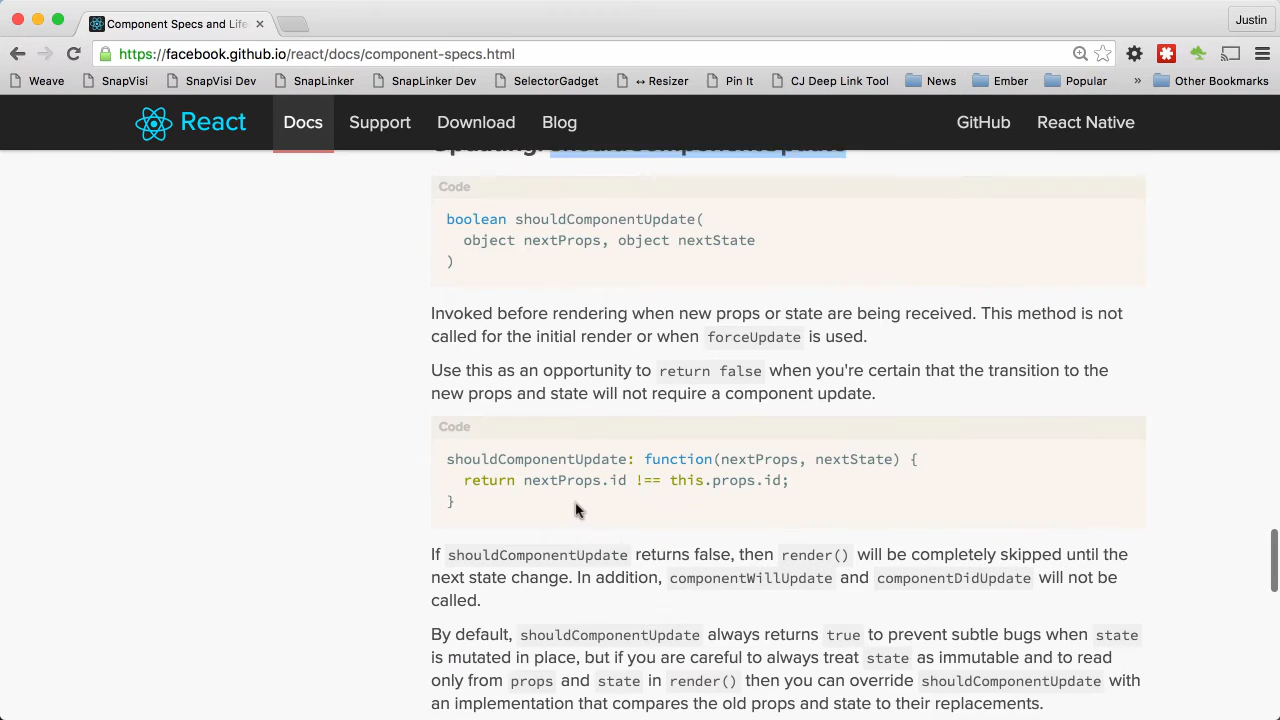 Component Specs and Life
Justin
https://facebook.github.io/react/docs/component-specs.html
Weave SnapVisi SnapVisi Dev SnapLinker SnapLinker Dev SelectorGadget ↔ Resizer Pin It CJ Deep Link Tool News Ember Popular » Other Bookmarks
React Docs Support Download Blog GitHub React Native
Updating: shouldComponentUpdate
Code
boolean shouldComponentUpdate(
object nextProps, object nextState
)
Invoked before rendering when new props or state are being received. This method is not
called for the initial render or when forceUpdate is used.
Use this as an opportunity to return false when you're certain that the transition to the
new props and state will not require a component update.
Code
shouldComponentUpdate: function(nextProps, nextState) {
return nextProps.id !== this.props.id;
}
If shouldComponentUpdate returns false, then render() will be completely skipped until the
next state change. In addition, componentWillUpdate and componentDidUpdate will not be
called.
By default, shouldComponentUpdate always returns true to prevent subtle bugs when state
is mutated in place, but if you are careful to always treat state as immutable and to read
only from props and state in render() then you can override shouldComponentUpdate with
an implementation that compares the old props and state to their replacements.